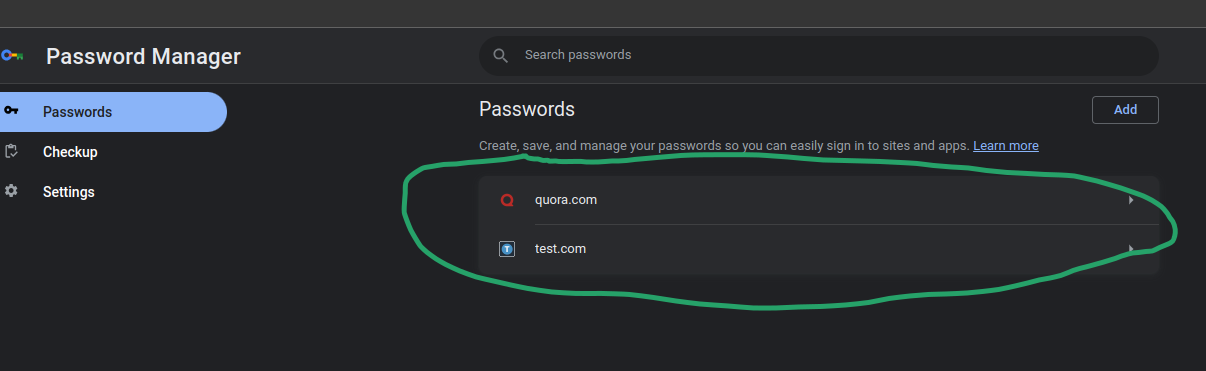 Password Manager
Search passwords
Passwords
Checkup
Settings
Passwords
Add
Create, save, and manage your passwords so you can easily sign in to sites and apps. Learn more
quora.com
T
test.com